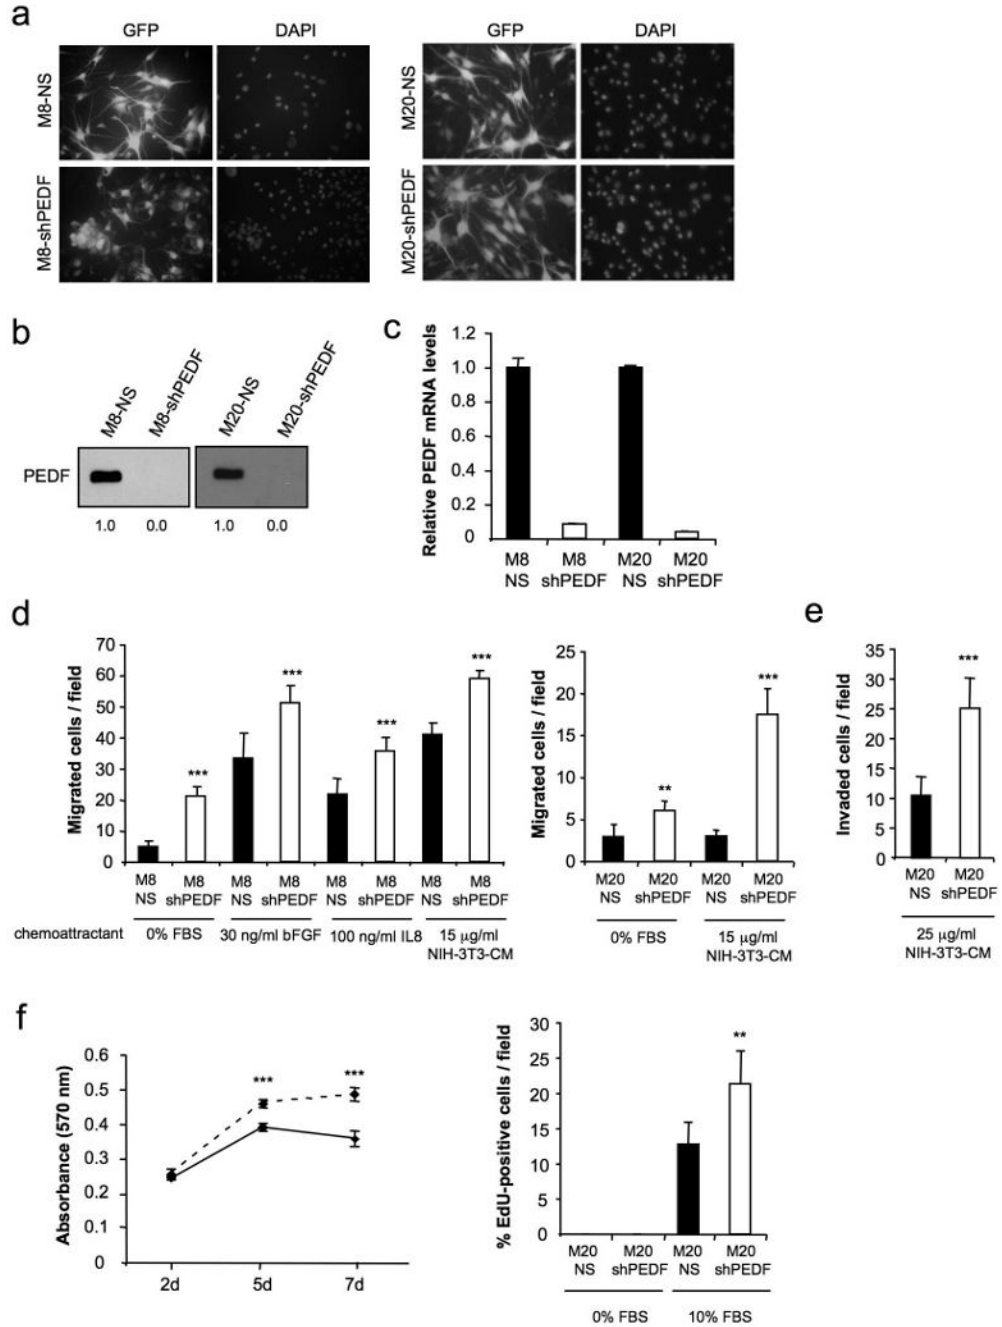 a
GFP DAPI GFP DAPI
M8-NS
M20-NS
M8-shPEDF
M20-shPEDF
b
M8-NS
M8-shPEDF
M20-NS
M20-shPEDF
PEDF
1.0 0.0 1.0 0.0
c
Relative PEDF mRNA levels
1.2
1.0
0.8
0.6
0.4
0.2
0
M8 M8 M20 M20
NS shPEDF NS shPEDF
d
Migrated cells / field
70
60
50
40
30
20
10
0
*** *** *** ***
M8 M8 M8 M8 M8 M8 M8 M8
NS shPEDF NS shPEDF NS shPEDF NS shPEDF
chemoattractant 0% FBS 30 ng/ml bFGF 100 ng/ml IL8 15 µg/ml
NIH-3T3-CM
Migrated cells / field
25
20
15
10
5
0
** ***
M20 M20 M20 M20
NS shPEDF NS shPEDF
0% FBS 15 µg/ml
NIH-3T3-CM
e
Invaded cells / field
35
30
25
20
15
10
5
0
***
M20 M20
NS shPEDF
25 µg/ml
NIH-3T3-CM
f
Absorbance (570 nm)
0.6
0.5
0.4
0.3
0.2
0.1
0
*** ***
2d 5d 7d
% EdU-positive cells / field
30
25
20
15
10
5
0
**
M20 M20 M20 M20
NS shPEDF NS shPEDF
0% FBS 10% FBS